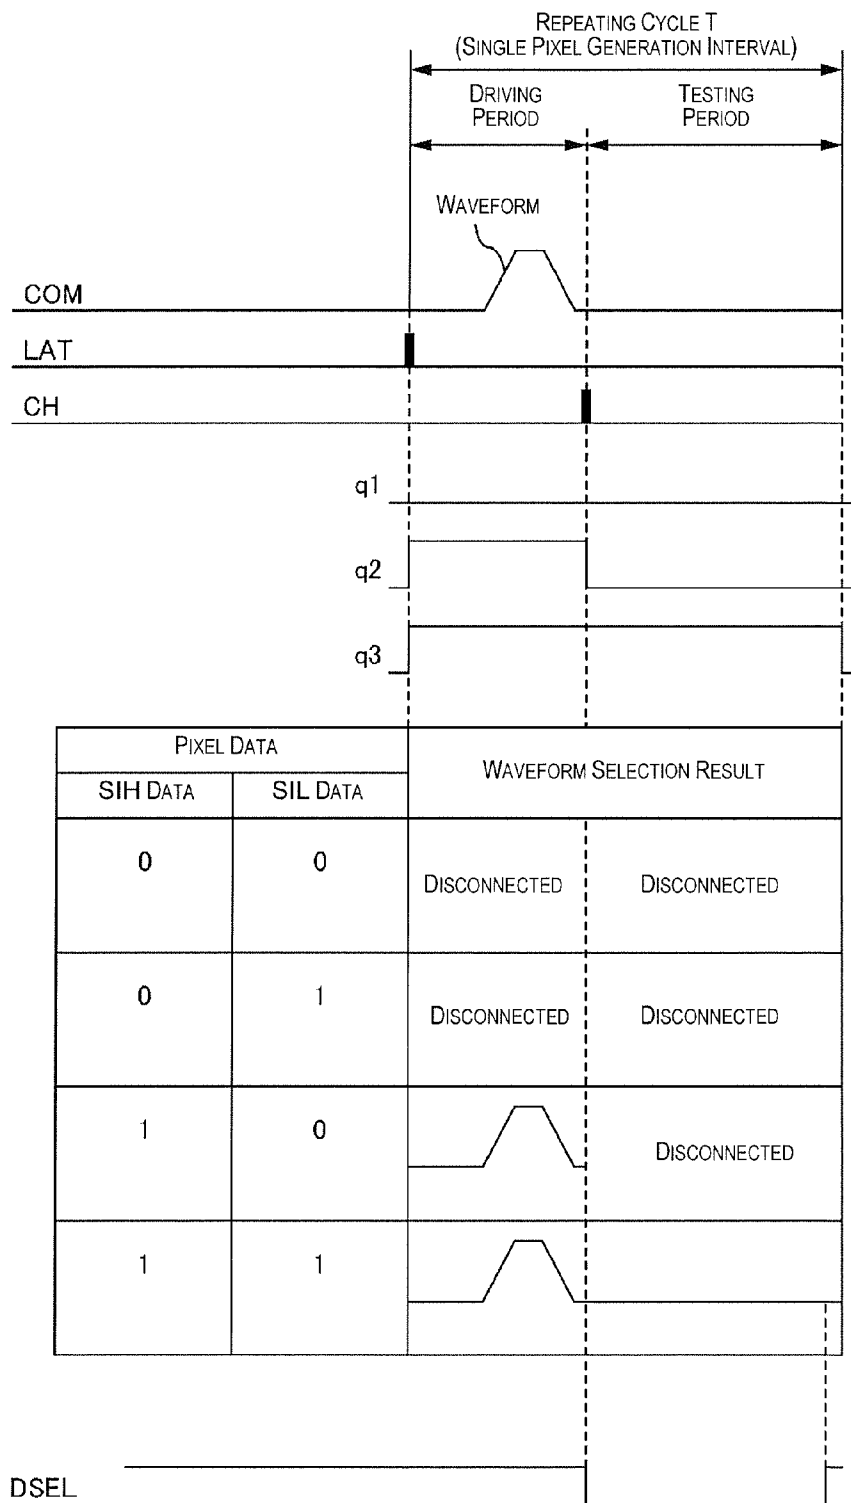 REPEATING CYCLE T
(SINGLE PIXEL GENERATION INTERVAL)
DRIVING PERIOD
TESTING PERIOD
WAVEFORM
COM
LAT
CH
q1
q2
q3
PIXEL DATA
WAVEFORM SELECTION RESULT
SIH DATA
SIL DATA
0
0
DISCONNECTED
DISCONNECTED
0
1
DISCONNECTED
DISCONNECTED
1
0
DISCONNECTED
1
1
DSEL